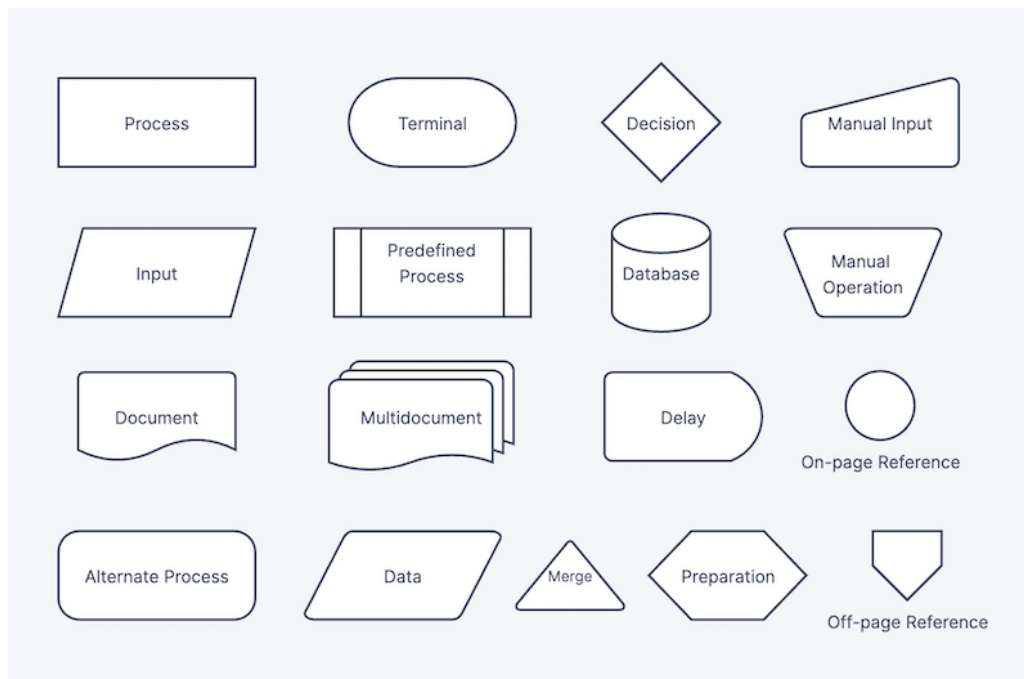 Process
Terminal
Decision
Manual Input
Input
Predefined
Process
Database
Manual
Operation
Document
Multidocument
Delay
On-page Reference
Alternate Process
Data
Merge
Preparation
Off-page Reference